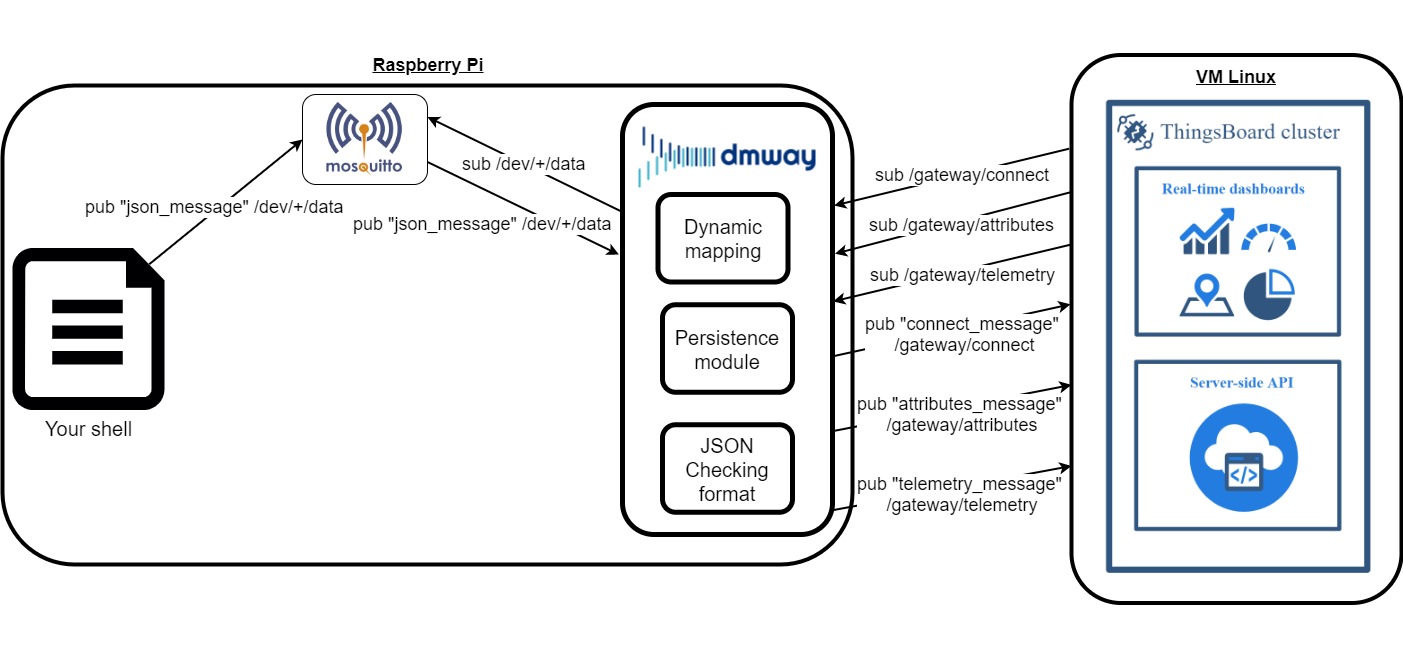 Raspberry Pi
mosquitto
sub /dev/+/data
pub "json_message" /dev/+/data
pub "json_message" /dev/+/data
Your shell
dmway
Dynamic
mapping
Persistence
module
JSON
Checking
format
sub /gateway/connect
sub /gateway/attributes
sub /gateway/telemetry
pub "connect_message"
/gateway/connect
pub "attributes_message"
/gateway/attributes
pub "telemetry_message"
/gateway/telemetry
VM Linux
ThingsBoard cluster
Real-time dashboards
Server-side API
</>